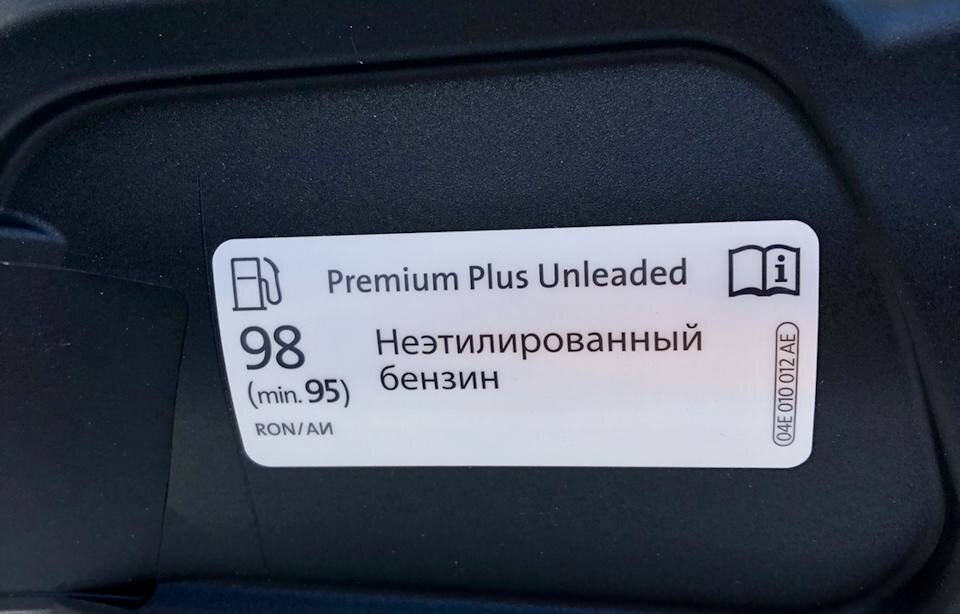 Premium Plus Unleaded
98
(min. 95)
RON/АИ
Неэтилированный
бензин
04E 010 012 AE